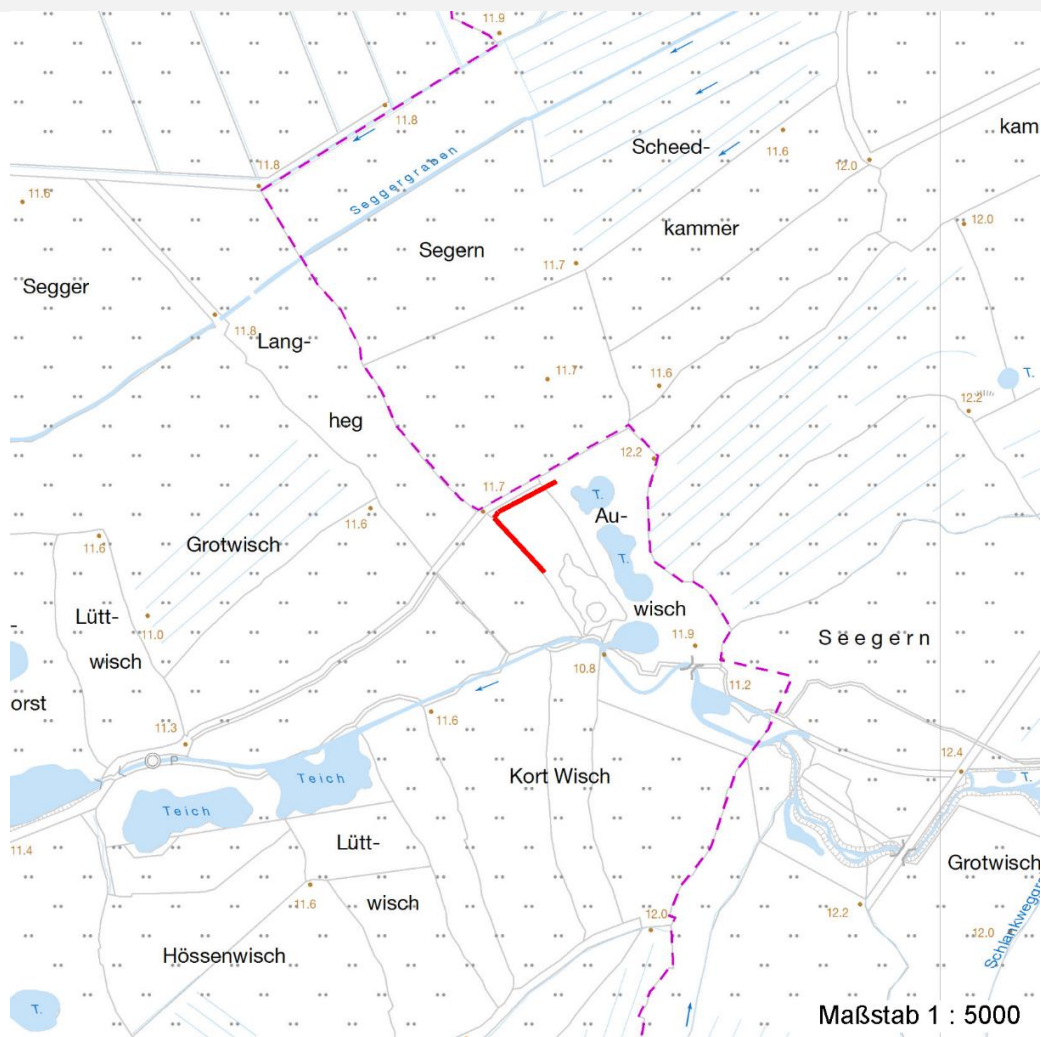 11.9
11.8
Scheed-
11.6
kam
12.0
11.8
Seggergraben
11.6
12.0
kammer
Segern
11.7
Segger
11.8
Lang-
11.7
11.6
T.
12.2
heg
12.2
11.7
T.
11.6
Au-
11.6
Grotwisch
T.
Lütt-
wisch
11.0
11.9
Seegern
wisch
10.8
11.2
orst
11.6
11.3
P
12.4
Teich
Kort Wisch
T.
Teich
11.4
Lütt-
Grotwisch
11.6
wisch
12.0
12.2
12.0
Hössenwisch
Schlankweggra
T.
Maßstab 1 : 5000